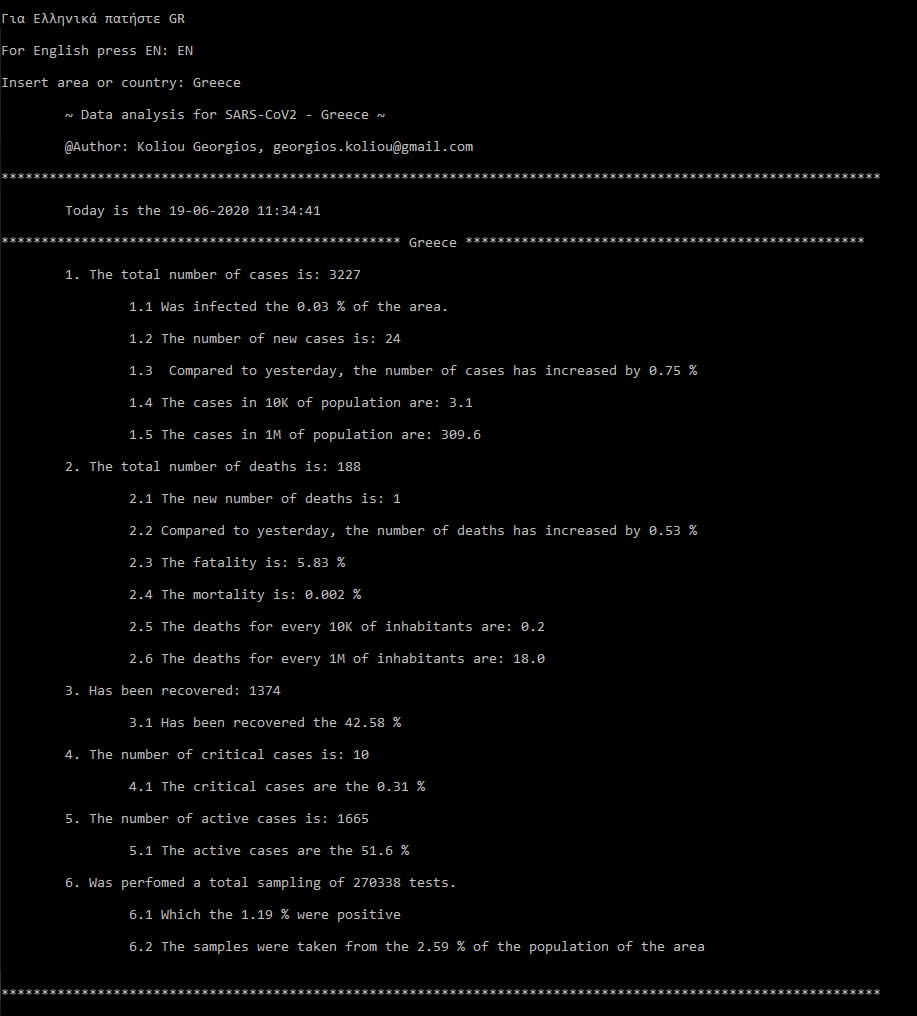 Για Ελληνικά πατήστε GR
For English press EN: EN
Insert area or country: Greece
~ Data analysis for SARS-CoV2 - Greece ~
@Author: Koliou Georgios, georgios.koliou@gmail.com
**************************************************************************************************************
Today is the 19-06-2020 11:34:41
************************************************** Greece **************************************************
1. The total number of cases is: 3227
1.1 Was infected the 0.03 % of the area.
1.2 The number of new cases is: 24
1.3  Compared to yesterday, the number of cases has increased by 0.75 %
1.4 The cases in 10K of population are: 3.1
1.5 The cases in 1M of population are: 309.6
2. The total number of deaths is: 188
2.1 The new number of deaths is: 1
2.2 Compared to yesterday, the number of deaths has increased by 0.53 %
2.3 The fatality is: 5.83 %
2.4 The mortality is: 0.002 %
2.5 The deaths for every 10K of inhabitants are: 0.2
2.6 The deaths for every 1M of inhabitants are: 18.0
3. Has been recovered: 1374
3.1 Has been recovered the 42.58 %
4. The number of critical cases is: 10
4.1 The critical cases are the 0.31 %
5. The number of active cases is: 1665
5.1 The active cases are the 51.6 %
6. Was perfomed a total sampling of 270338 tests.
6.1 Which the 1.19 % were positive
6.2 The samples were taken from the 2.59 % of the population of the area
**************************************************************************************************************